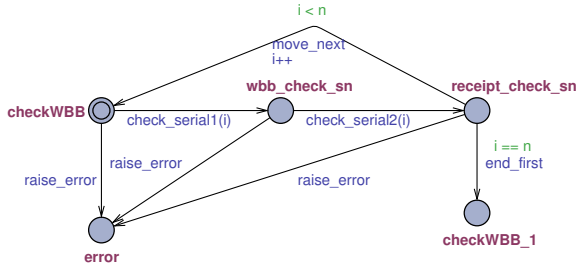 i < n
move_next
i++
wbb_check_sn
receipt_check_sn
checkWBB
check_serial1(i)
check_serial2(i)
i == n
end_first
raise_error
raise_error
raise_error
checkWBB_1
error